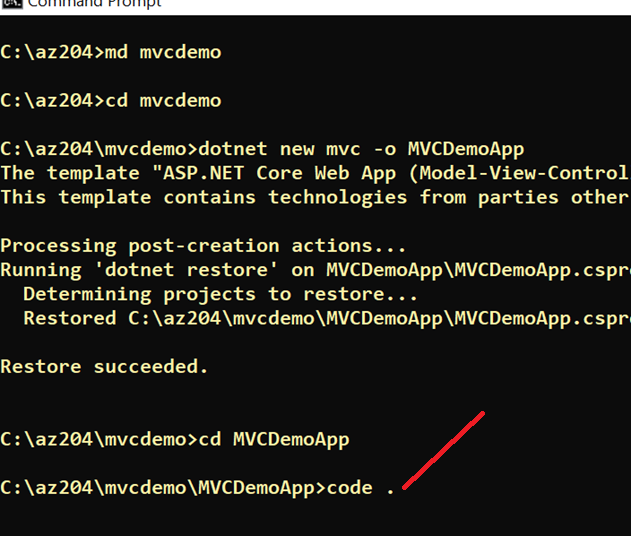 Command Prompt
C:\az204>md mvcdemo
C:\az204>cd mvcdemo
C:\az204\mvcdemo>dotnet new mvc -o MVCDemoApp
The template "ASP.NET Core Web App (Model-View-Control
This template contains technologies from parties other
Processing post-creation actions...
Running 'dotnet restore' on MVCDemoApp\MVCDemoApp.cspr
Determining projects to restore...
Restored C:\az204\mvcdemo\MVCDemoApp\MVCDemoApp.cspr
Restore succeeded.
C:\az204\mvcdemo>cd MVCDemoApp
C:\az204\mvcdemo\MVCDemoApp>code .